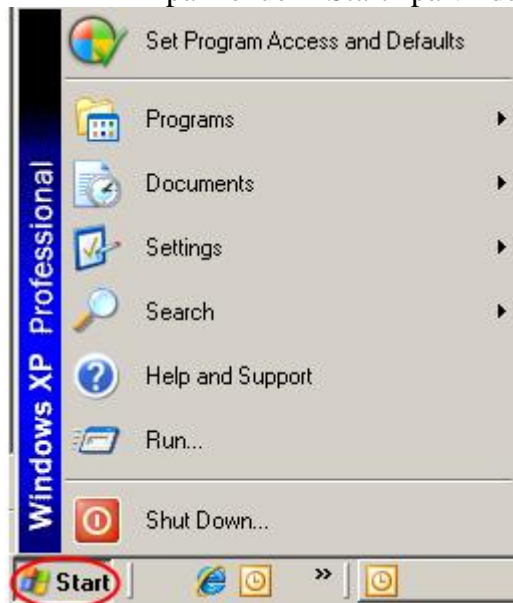 Set Program Access and Defaults
Programs
Documents
Settings
Search
Help and Support
Run...
Shut Down...
Windows XP Professional
Start
»